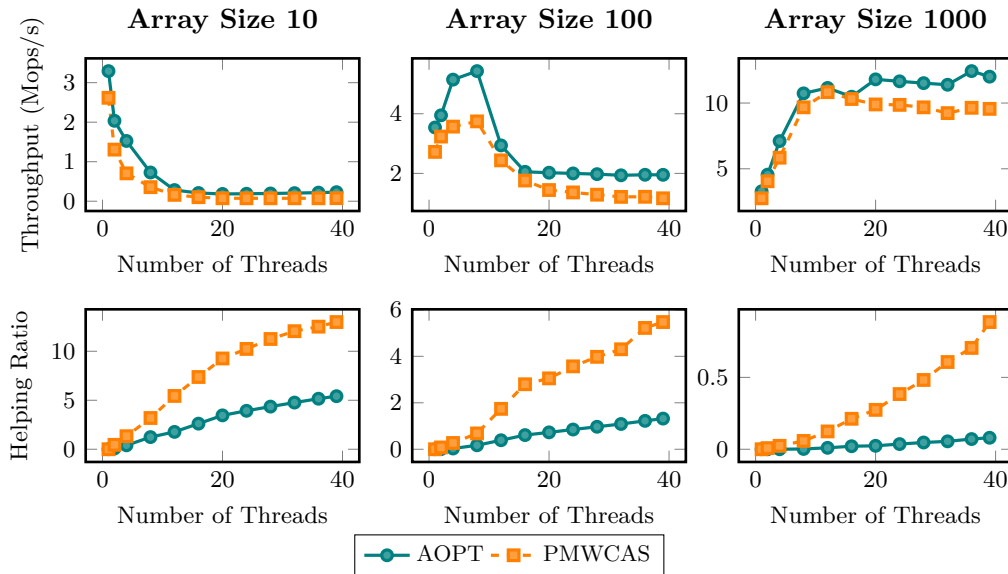 Array Size 10 Array Size 100 Array Size 1000
Throughput (Mops/s)
3
2
1
0
4
2
10
5
0 20 40 0 20 40 0 20 40
Number of Threads Number of Threads Number of Threads
Helping Ratio
10
5
0
6
4
2
0
0.5
0
0 20 40 0 20 40 0 20 40
Number of Threads Number of Threads Number of Threads
AOPT PMWCAS